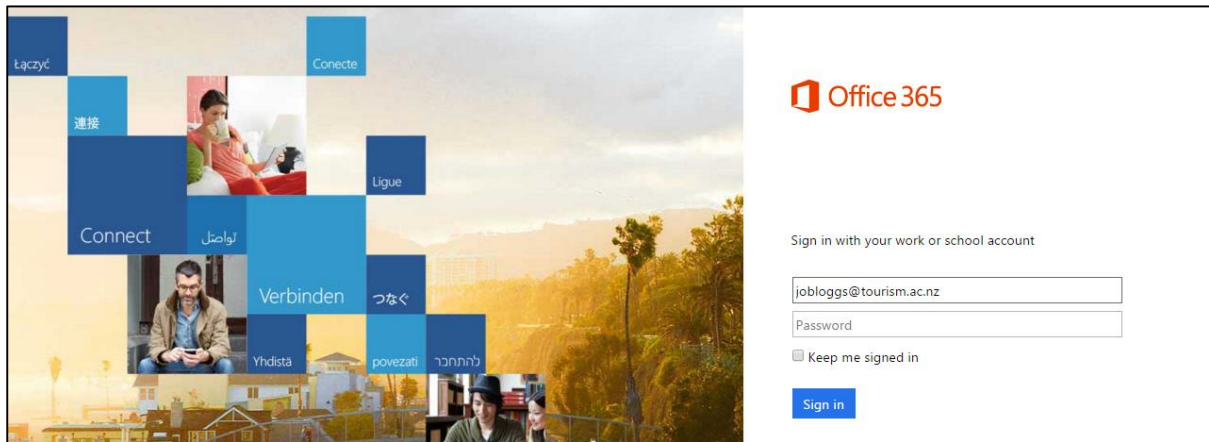 Łączyć
Conecte
連接
Ligue
Connect
تواصَل
Verbinden
つなぐ
Yhdistä
povezati
להתחבר
Office 365
Sign in with your work or school account
jobloggs@tourism.ac.nz
Password
Keep me signed in
Sign in